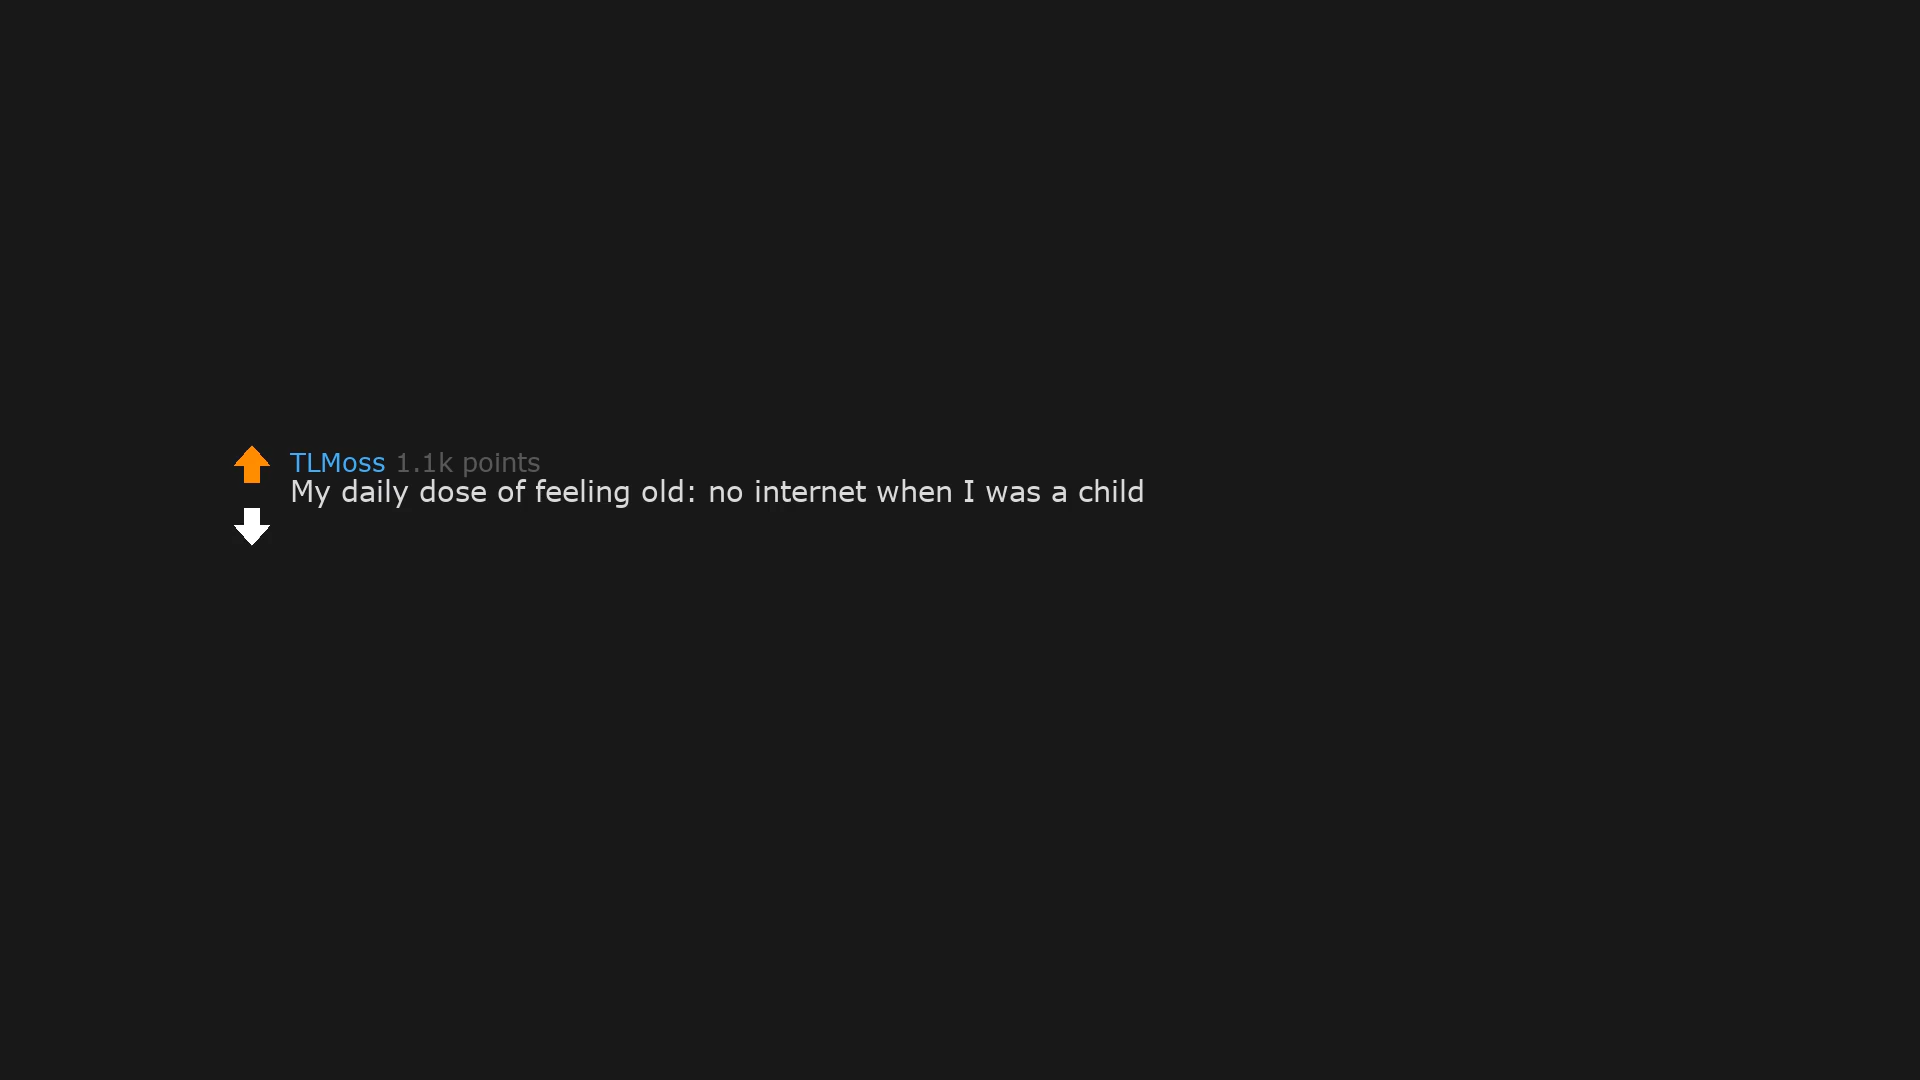 TLMoss 1.1k points
My daily dose of feeling old: no internet when I was a child